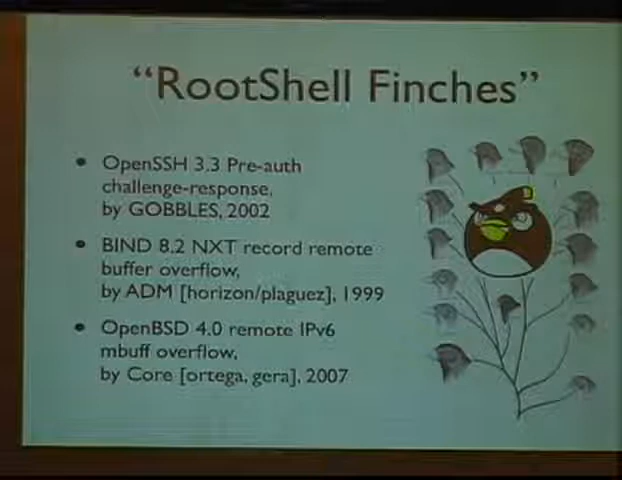 “RootShell Finches”
• OpenSSH 3.3 Pre-auth
challenge-response,
by GOBBLES, 2002
• BIND 8.2 NXT record remote
buffer overflow,
by ADM [horizon/plaguez], 1999
• OpenBSD 4.0 remote IPv6
mbuff overflow,
by Core [ortega, gera], 2007